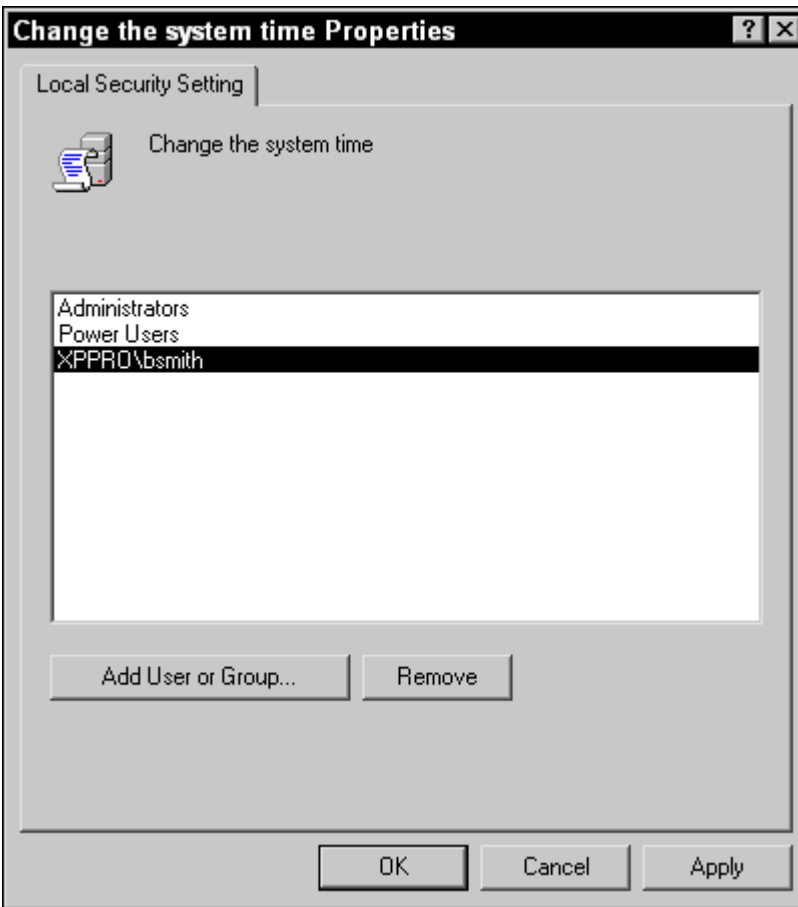 Change the system time Properties
?
Local Security Setting
Change the system time
Administrators
Power Users
XPPRO\bsmith
Add User or Group...
Remove
OK
Cancel
Apply